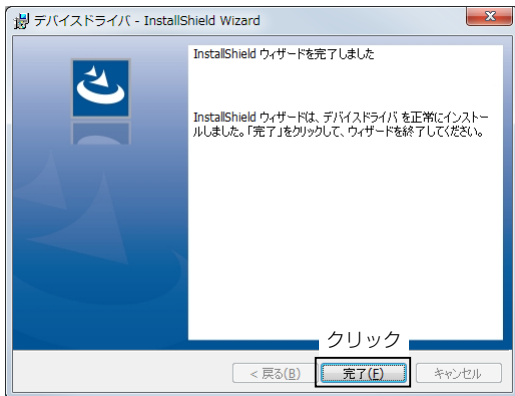 デバイスドライバ - InstallShield Wizard
InstallShield ウィザードを完了しました
InstallShield ウィザードは、デバイスドライバ を正常にインストー
ルしました。「完了」をクリックして、ウィザードを終了してください。
クリック
< 戻る(B) 完了(F) キャンセル